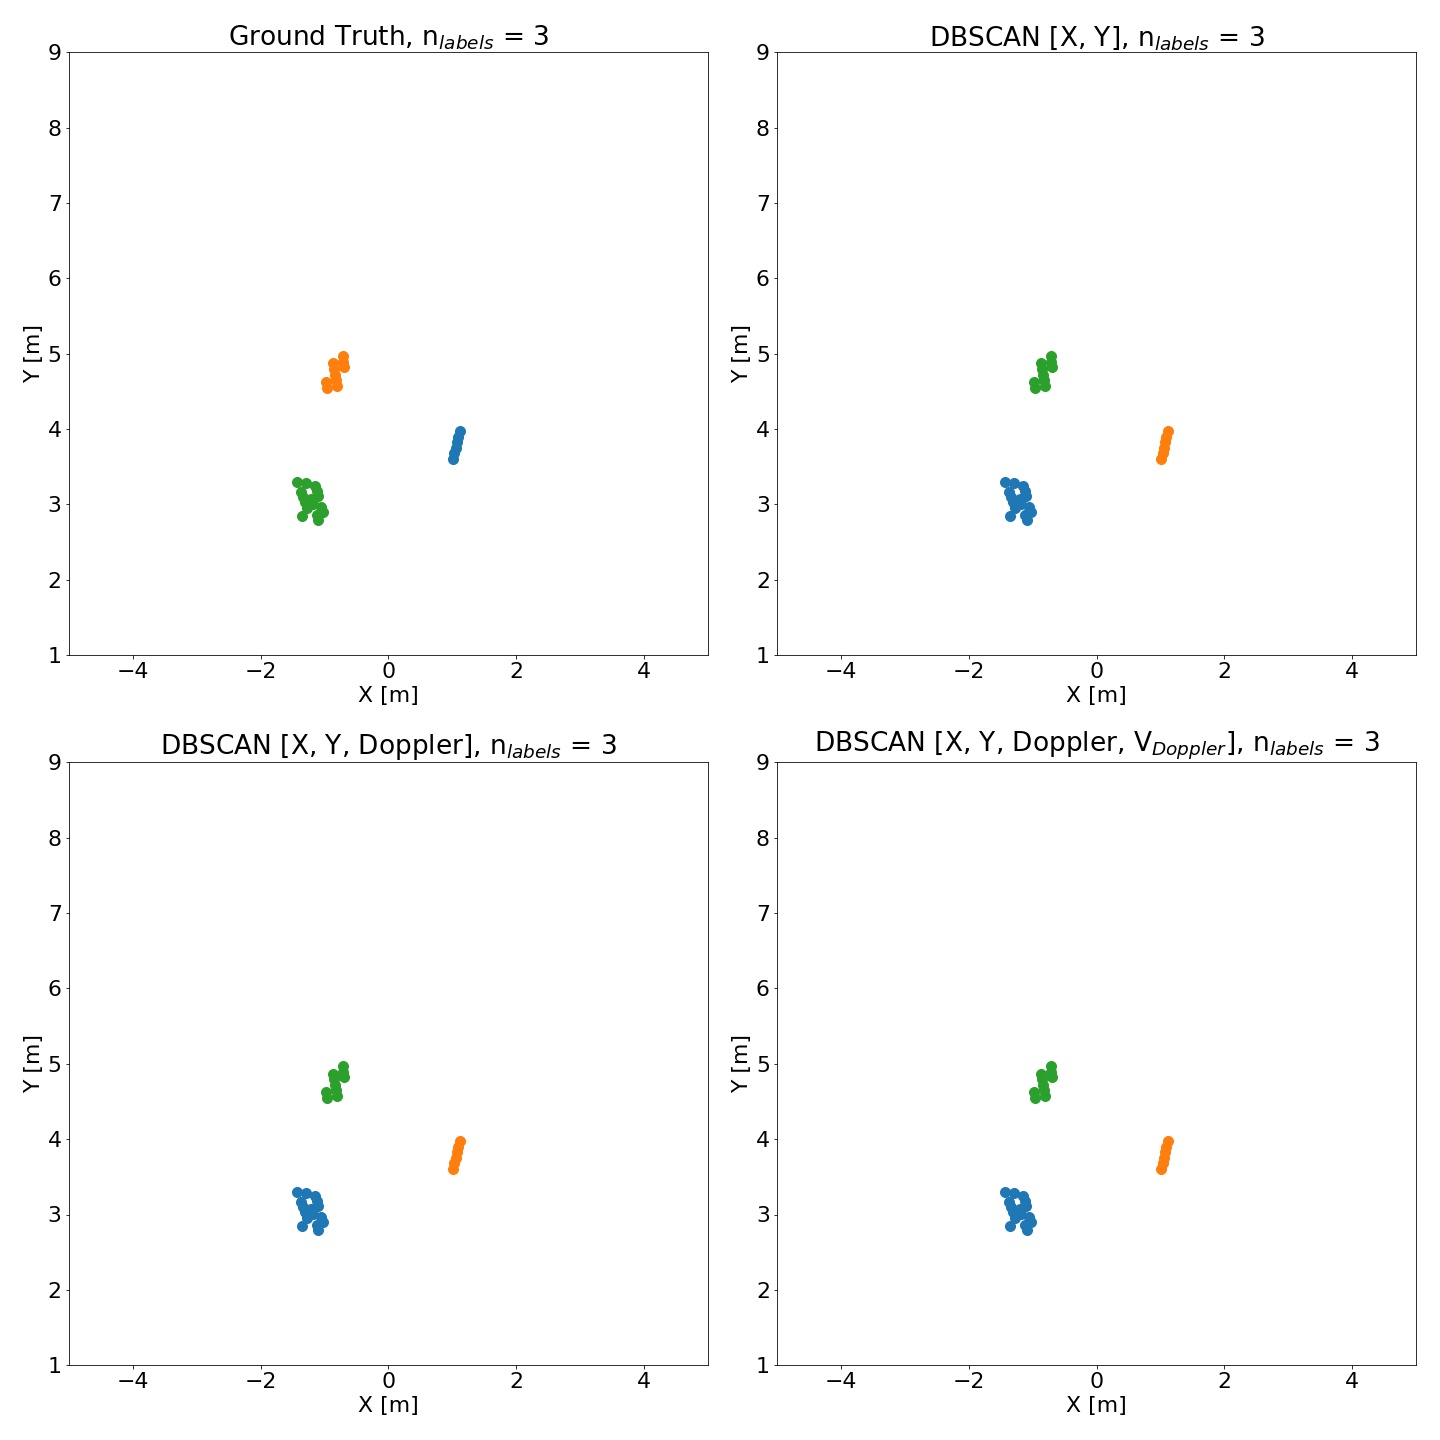 Ground Truth, n_labels = 3
9
8
7
6
5
4
3
2
1
Y [m]
−4 −2 0 2 4
X [m]
DBSCAN [X, Y], n_labels = 3
9
8
7
6
5
4
3
2
1
Y [m]
−4 −2 0 2 4
X [m]
DBSCAN [X, Y, Doppler], n_labels = 3
9
8
7
6
5
4
3
2
1
Y [m]
−4 −2 0 2 4
X [m]
DBSCAN [X, Y, Doppler, V_Doppler], n_labels = 3
9
8
7
6
5
4
3
2
1
Y [m]
−4 −2 0 2 4
X [m]